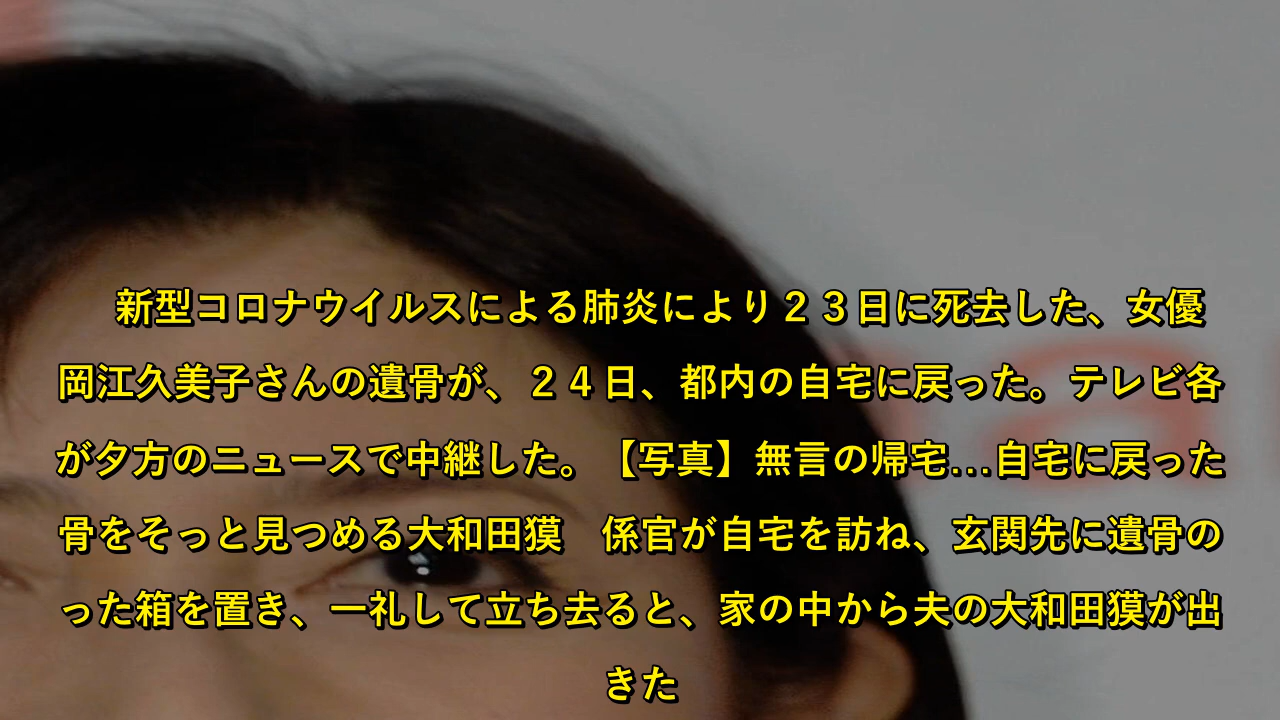 新型コロナウイルスによる肺炎により２３日に死去した、女優
岡江久美子さんの遺骨が、２４日、都内の自宅に戻った。テレビ各
が夕方のニュースで中継した。【写真】無言の帰宅…自宅に戻った
骨をそっと見つめる大和田獏　係官が自宅を訪ね、玄関先に遺骨の
った箱を置き、一礼して立ち去ると、家の中から夫の大和田獏が出
きた